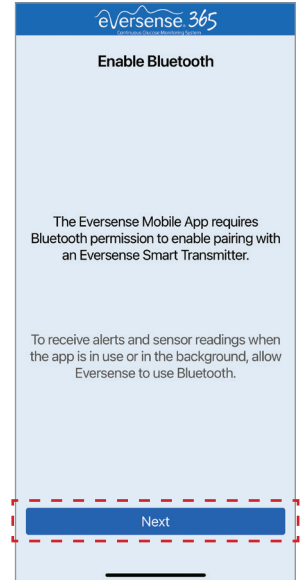 eversense. 365
Continuous Glucose Monitoring System
Enable Bluetooth
The Eversense Mobile App requires
Bluetooth permission to enable pairing with
an Eversense Smart Transmitter.
To receive alerts and sensor readings when
the app is in use or in the background, allow
Eversense to use Bluetooth.
Next